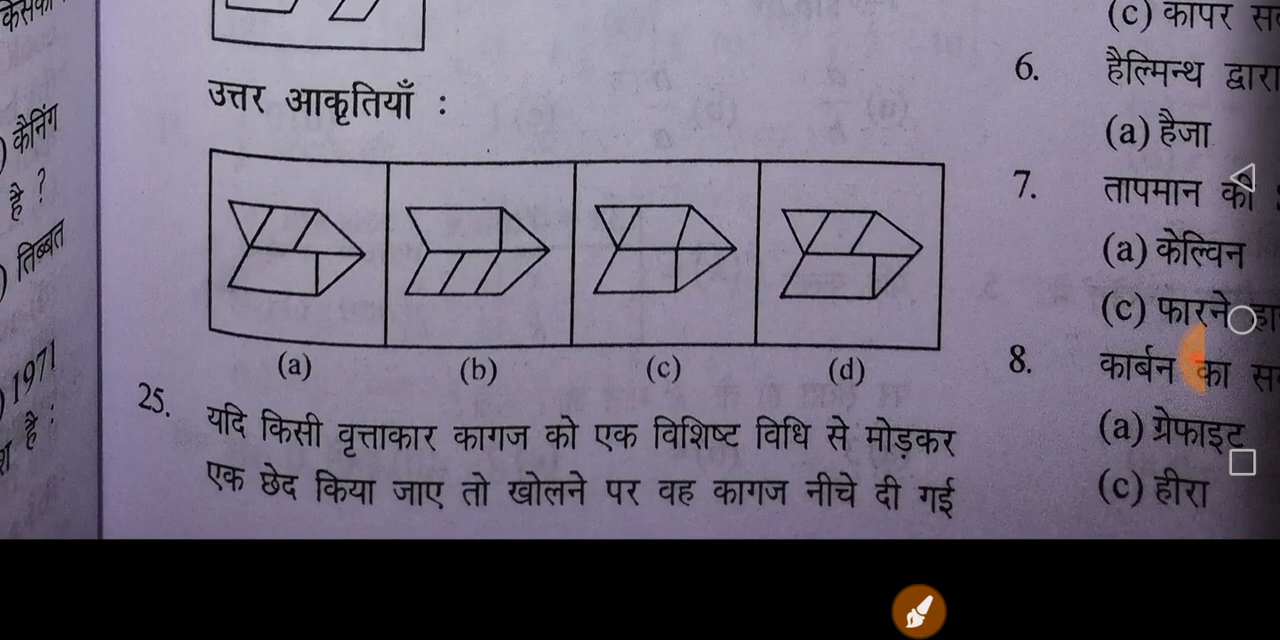 कैनिंग
है ?
तिब्बत
1971
है :
उत्तर आकृतियाँ :
(a) (b) (c) (d)
25. यदि किसी वृत्ताकार कागज को एक विशिष्ट विधि से मोड़कर
एक छेद किया जाए तो खोलने पर वह कागज नीचे दी गई
(c) कापर
6. हैल्मिन्थ द्वारा
(a) हैजा
7. तापमान की
(a) केल्विन
(c) फारने
8. कार्बन का
(a) ग्रेफाइट
(c) हीरा